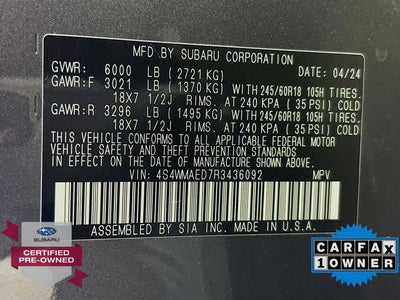 MFD BY SUBARU CORPORATION
GVWR: 6000 LB (2721 KG) DATE: 04/24
GAWR:F 3021 LB (1370 KG) WITH 245/60R18 105H TIRES.
18X7 1/2J RIMS. AT 240 KPA (35 PSI) COLD
GAWR:R 3296 LB (1495 KG) WITH 245/60R18 105H TIRES.
18X7 1/2J RIMS. AT 240 KPA (35 PSI) COLD
THIS VEHICLE CONFORMS TO ALL APPLICABLE FEDERAL MOTOR
VEHICLE SAFETY, BUMPER AND THEFT PREVENTION STANDARDS
IN EFFECT ON THE DATE OF MANUFACTURE SHOWN ABOVE.
VIN: 4S4WMAED7R3436092 MPV
ASSEMBLED BY SIA INC. MADE IN U.S.A.
SUBARU
CERTIFIED
PRE-OWNED
CARFAX
1 OWNER